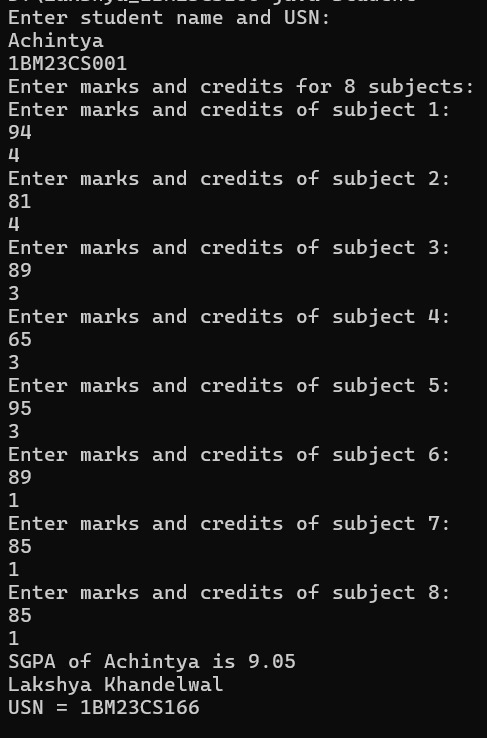 Enter student name and USN:
Achintya
1BM23CS001
Enter marks and credits for 8 subjects:
Enter marks and credits of subject 1:
94
4
Enter marks and credits of subject 2:
81
4
Enter marks and credits of subject 3:
89
3
Enter marks and credits of subject 4:
65
3
Enter marks and credits of subject 5:
95
3
Enter marks and credits of subject 6:
89
1
Enter marks and credits of subject 7:
85
1
Enter marks and credits of subject 8:
85
1
SGPA of Achintya is 9.05
Lakshya Khandelwal
USN = 1BM23CS166